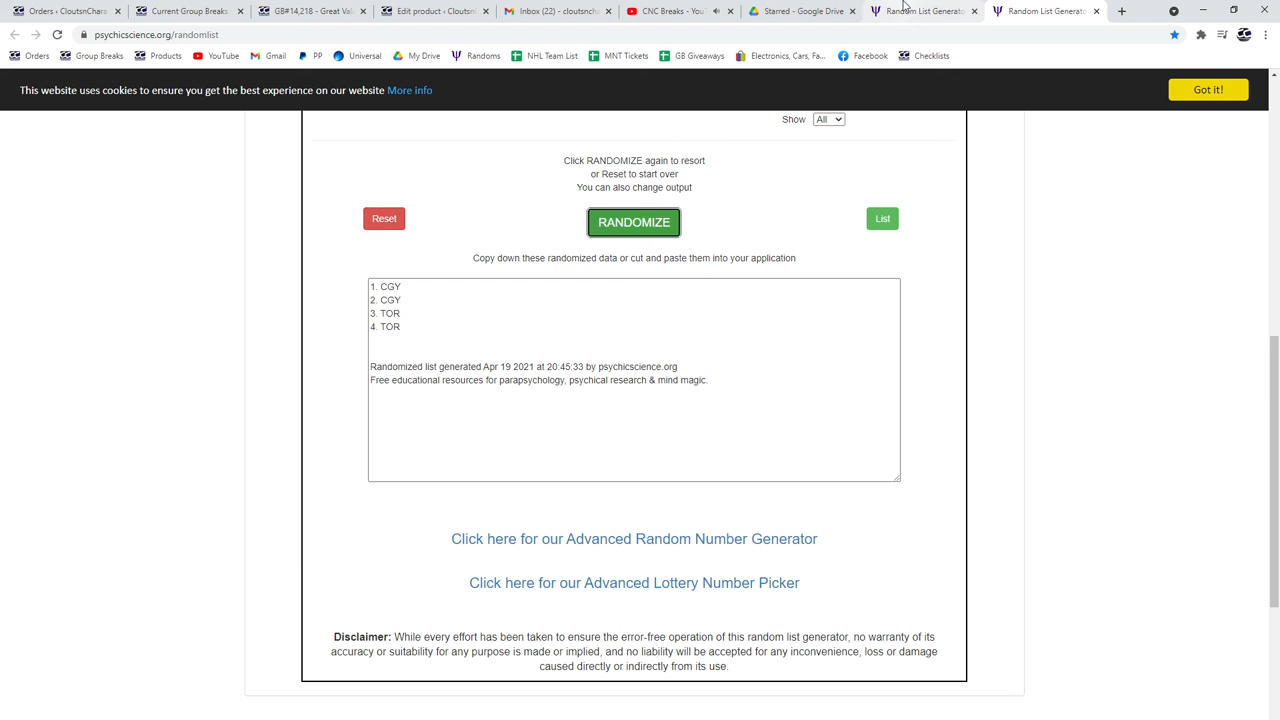 Orders ‹ CloutsnChara
Current Group Breaks
GB#14,218 - Great Val
Edit product ‹ Cloutsnl
Inbox (22) - cloutsnch
CNC Breaks - You
Starred - Google Drive
Random List Generato
Random List Generato
psychicscience.org/randomlist
Orders
Group Breaks
Products
YouTube
Gmail
PP
Universal
My Drive
Randoms
NHL Team List
MNT Tickets
GB Giveaways
Electronics, Cars, Fa...
Facebook
Checklists
This website uses cookies to ensure you get the best experience on our website More info
Got it!
Show All
Click RANDOMIZE again to resort
or Reset to start over
You can also change output
Reset
RANDOMIZE
List
Copy down these randomized data or cut and paste them into your application
1. CGY
2. CGY
3. TOR
4. TOR
Randomized list generated Apr 19 2021 at 20:45:33 by psychicscience.org
Free educational resources for parapsychology, psychical research & mind magic.
Click here for our Advanced Random Number Generator
Click here for our Advanced Lottery Number Picker
Disclaimer: While every effort has been taken to ensure the error-free operation of this random list generator, no warranty of its
accuracy or suitability for any purpose is made or implied, and no liability will be accepted for any inconvenience, loss or damage
caused directly or indirectly from its use.